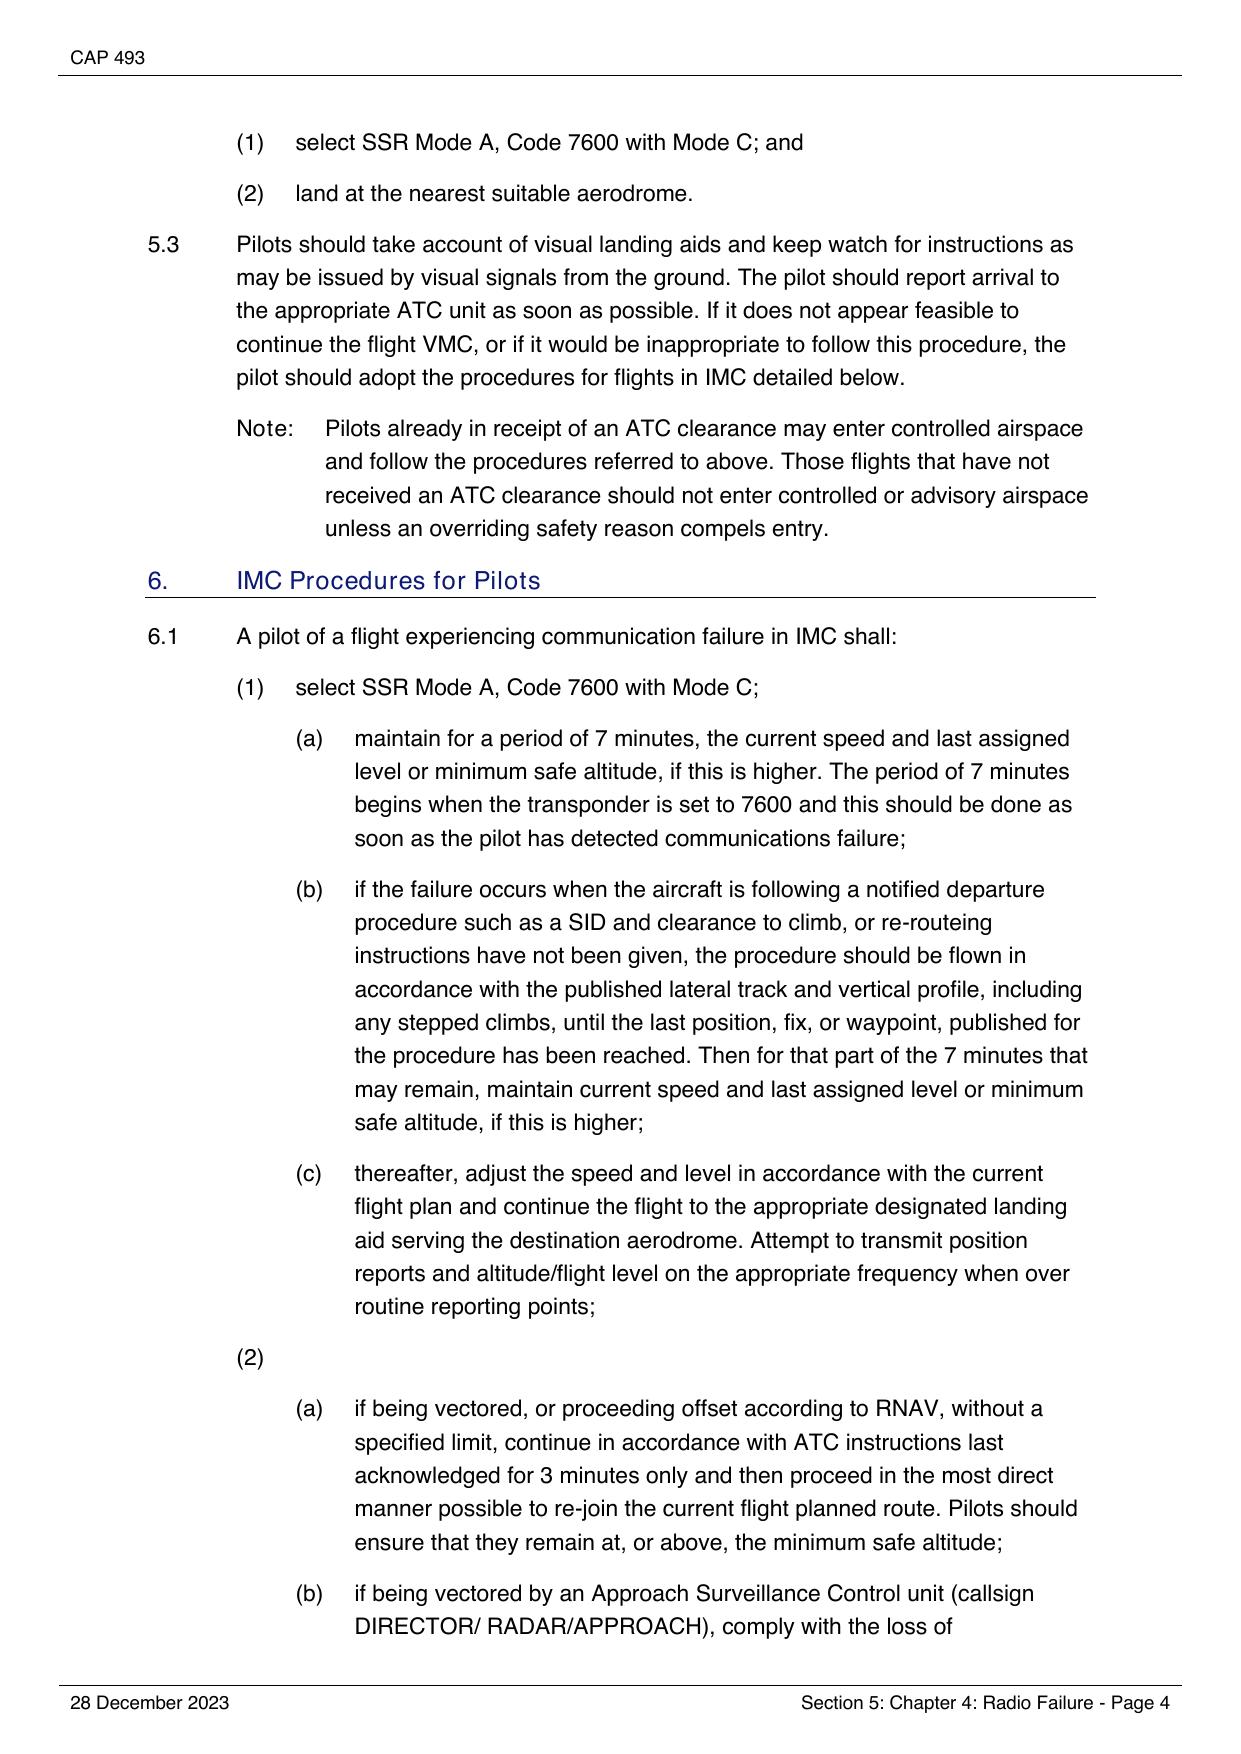 CAP 493
(1) select SSR Mode A, Code 7600 with Mode C; and
(2) land at the nearest suitable aerodrome.
5.3 Pilots should take account of visual landing aids and keep watch for instructions as
may be issued by visual signals from the ground. The pilot should report arrival to
the appropriate ATC unit as soon as possible. If it does not appear feasible to
continue the flight VMC, or if it would be inappropriate to follow this procedure, the
pilot should adopt the procedures for flights in IMC detailed below.
Note: Pilots already in receipt of an ATC clearance may enter controlled airspace
and follow the procedures referred to above. Those flights that have not
received an ATC clearance should not enter controlled or advisory airspace
unless an overriding safety reason compels entry.
6. IMC Procedures for Pilots
6.1 A pilot of a flight experiencing communication failure in IMC shall:
(1) select SSR Mode A, Code 7600 with Mode C;
(a) maintain for a period of 7 minutes, the current speed and last assigned
level or minimum safe altitude, if this is higher. The period of 7 minutes
begins when the transponder is set to 7600 and this should be done as
soon as the pilot has detected communications failure;
(b) if the failure occurs when the aircraft is following a notified departure
procedure such as a SID and clearance to climb, or re-routeing
instructions have not been given, the procedure should be flown in
accordance with the published lateral track and vertical profile, including
any stepped climbs, until the last position, fix, or waypoint, published for
the procedure has been reached. Then for that part of the 7 minutes that
may remain, maintain current speed and last assigned level or minimum
safe altitude, if this is higher;
(c) thereafter, adjust the speed and level in accordance with the current
flight plan and continue the flight to the appropriate designated landing
aid serving the destination aerodrome. Attempt to transmit position
reports and altitude/flight level on the appropriate frequency when over
routine reporting points;
(2)
(a) if being vectored, or proceeding offset according to RNAV, without a
specified limit, continue in accordance with ATC instructions last
acknowledged for 3 minutes only and then proceed in the most direct
manner possible to re-join the current flight planned route. Pilots should
ensure that they remain at, or above, the minimum safe altitude;
(b) if being vectored by an Approach Surveillance Control unit (callsign
DIRECTOR/ RADAR/APPROACH), comply with the loss of
28 December 2023 Section 5: Chapter 4: Radio Failure - Page 4